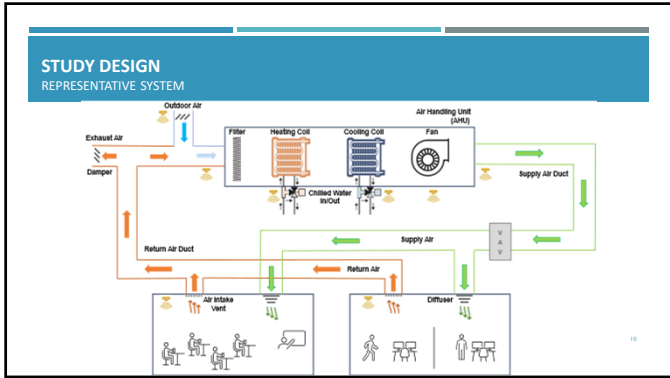 STUDY DESIGN
REPRESENTATIVE SYSTEM
Outdoor Air
Air Handling Unit
(AHU)
Exhaust Air
Filter
Heating Coil
Cooling Coil
Fan
Damper
Supply Air Duct
Chilled Water
In/Out
V
A
V
Supply Air
Return Air Duct
Return Air
Air Intake
Vent
Diffuser
10